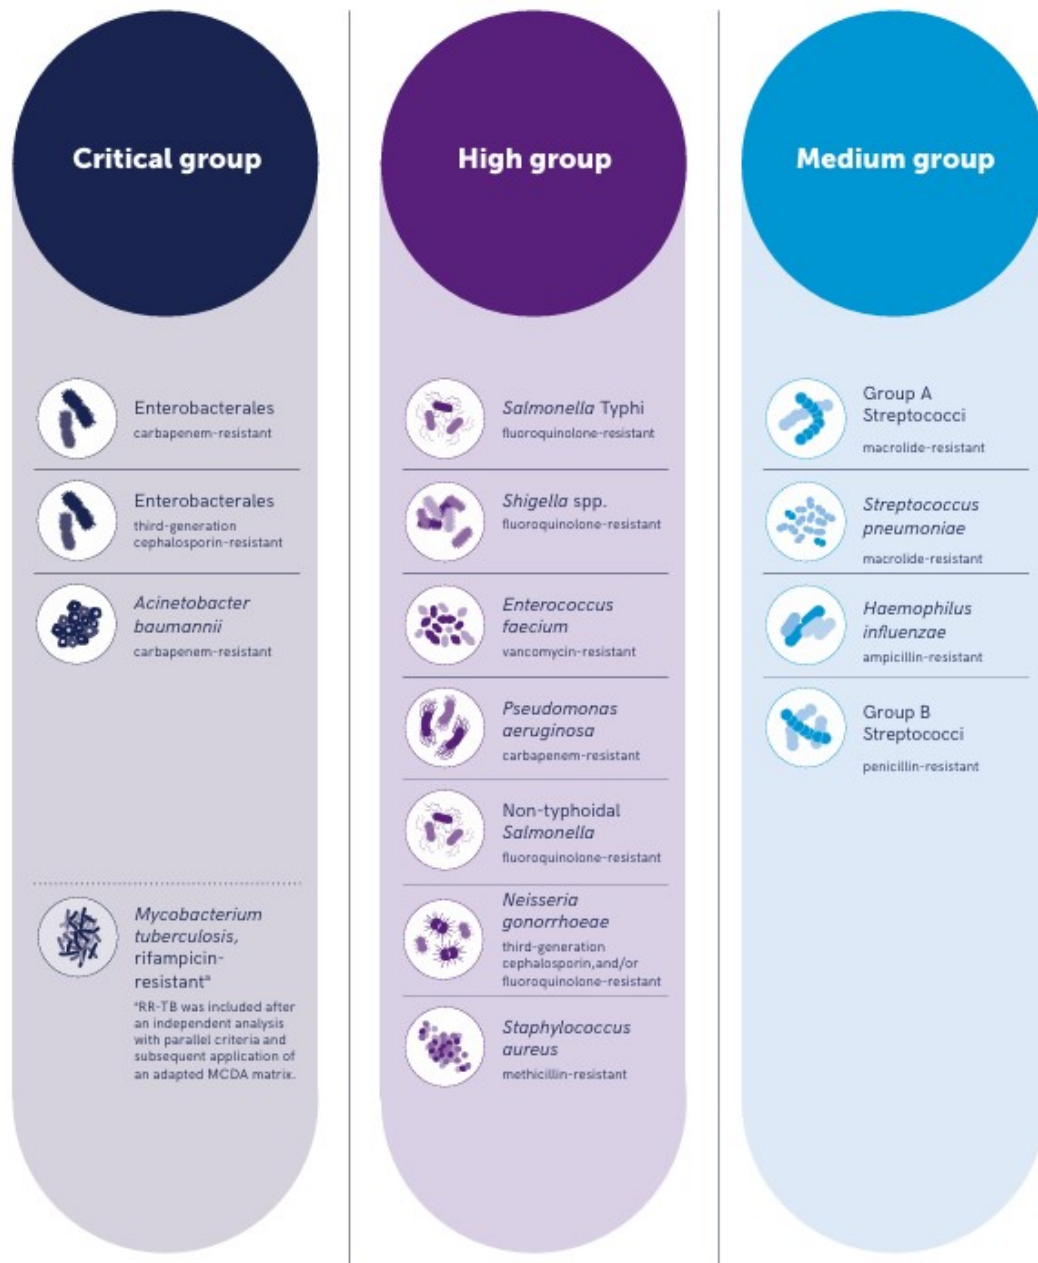 Critical group
Enterobacterales
carbapenem-resistant
Enterobacterales
third-generation
cephalosporin-resistant
Acinetobacter
baumannii
carbapenem-resistant
Mycobacterium
tuberculosis,
rifampicin-
resistantᵃ
ᵃRR-TB was included after
an independent analysis
with parallel criteria and
subsequent application of
an adapted MCDA matrix.
High group
Salmonella Typhi
fluoroquinolone-resistant
Shigella spp.
fluoroquinolone-resistant
Enterococcus
faecium
vancomycin-resistant
Pseudomonas
aeruginosa
carbapenem-resistant
Non-typhoidal
Salmonella
fluoroquinolone-resistant
Neisseria
gonorrhoeae
third-generation
cephalosporin,and/or
fluoroquinolone-resistant
Staphylococcus
aureus
methicillin-resistant
Medium group
Group A
Streptococci
macrolide-resistant
Streptococcus
pneumoniae
macrolide-resistant
Haemophilus
influenzae
ampicillin-resistant
Group B
Streptococci
penicillin-resistant